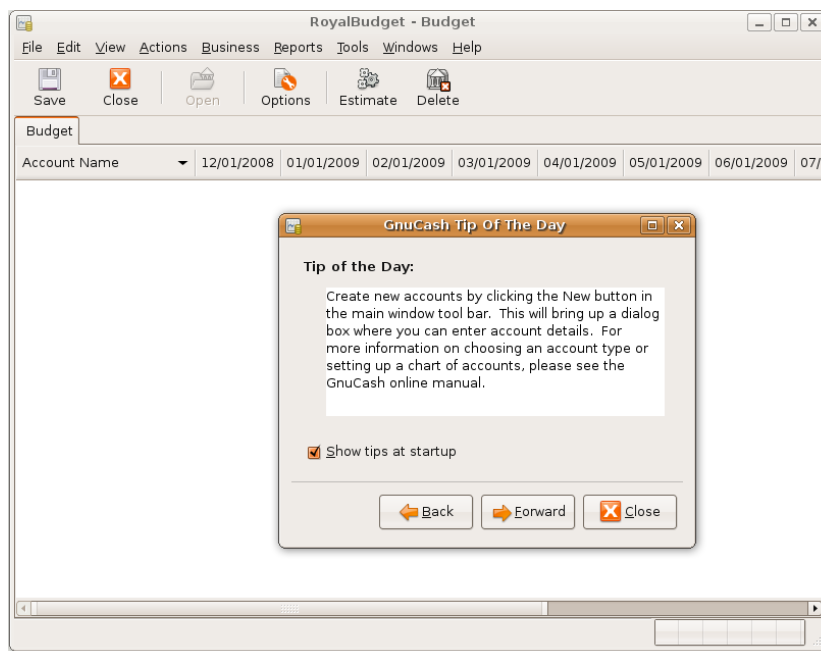 RoyalBudget - Budget
File Edit View Actions Business Reports Tools Windows Help
Save Close Open Options Estimate Delete
Budget
Account Name 12/01/2008 01/01/2009 02/01/2009 03/01/2009 04/01/2009 05/01/2009 06/01/2009 07/
GnuCash Tip Of The Day
Tip of the Day:
Create new accounts by clicking the New button in
the main window tool bar.  This will bring up a dialog
box where you can enter account details.  For
more information on choosing an account type or
setting up a chart of accounts, please see the
GnuCash online manual.
Show tips at startup
Back Forward Close